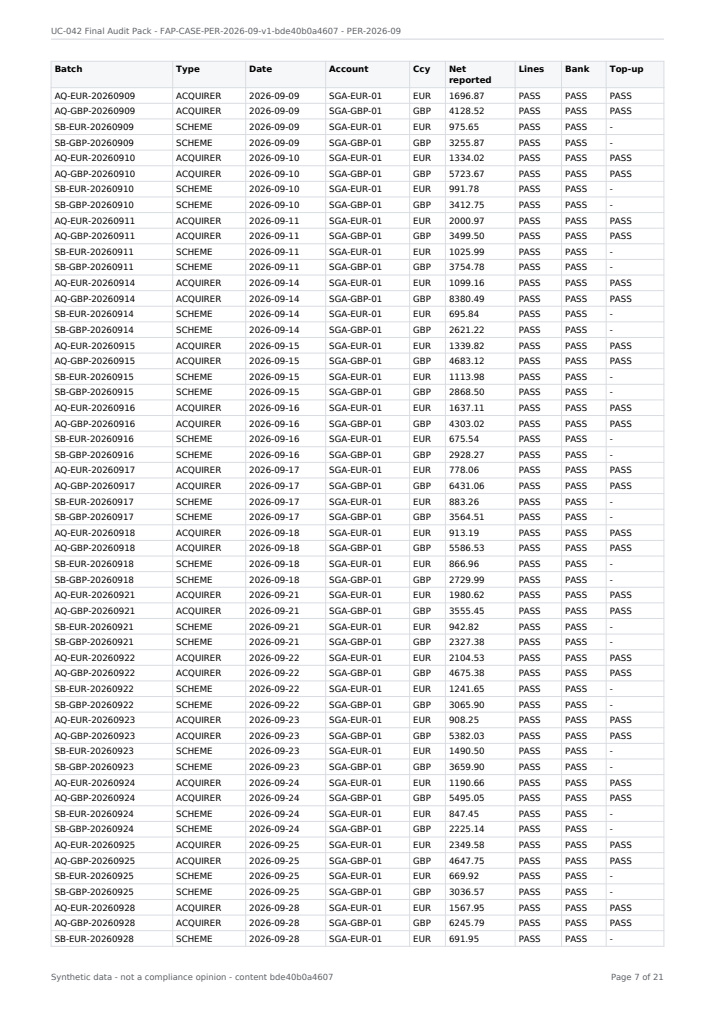 UC-042 Final Audit Pack - FAP-CASE-PER-2026-09-v1-bde40b0a4607 - PER-2026-09
Batch Type Date Account Ccy Net reported Lines Bank Top-up
AQ-EUR-20260909 ACQUIRER 2026-09-09 SGA-EUR-01 EUR 1696.87 PASS PASS PASS
AQ-GBP-20260909 ACQUIRER 2026-09-09 SGA-GBP-01 GBP 4128.52 PASS PASS PASS
SB-EUR-20260909 SCHEME 2026-09-09 SGA-EUR-01 EUR 975.65 PASS PASS -
SB-GBP-20260909 SCHEME 2026-09-09 SGA-GBP-01 GBP 3255.87 PASS PASS -
AQ-EUR-20260910 ACQUIRER 2026-09-10 SGA-EUR-01 EUR 1334.02 PASS PASS PASS
AQ-GBP-20260910 ACQUIRER 2026-09-10 SGA-GBP-01 GBP 5723.67 PASS PASS PASS
SB-EUR-20260910 SCHEME 2026-09-10 SGA-EUR-01 EUR 991.78 PASS PASS -
SB-GBP-20260910 SCHEME 2026-09-10 SGA-GBP-01 GBP 3412.75 PASS PASS -
AQ-EUR-20260911 ACQUIRER 2026-09-11 SGA-EUR-01 EUR 2000.97 PASS PASS PASS
AQ-GBP-20260911 ACQUIRER 2026-09-11 SGA-GBP-01 GBP 3499.50 PASS PASS PASS
SB-EUR-20260911 SCHEME 2026-09-11 SGA-EUR-01 EUR 1025.99 PASS PASS -
SB-GBP-20260911 SCHEME 2026-09-11 SGA-GBP-01 GBP 3754.78 PASS PASS -
AQ-EUR-20260914 ACQUIRER 2026-09-14 SGA-EUR-01 EUR 1099.16 PASS PASS PASS
AQ-GBP-20260914 ACQUIRER 2026-09-14 SGA-GBP-01 GBP 8380.49 PASS PASS PASS
SB-EUR-20260914 SCHEME 2026-09-14 SGA-EUR-01 EUR 695.84 PASS PASS -
SB-GBP-20260914 SCHEME 2026-09-14 SGA-GBP-01 GBP 2621.22 PASS PASS -
AQ-EUR-20260915 ACQUIRER 2026-09-15 SGA-EUR-01 EUR 1339.82 PASS PASS PASS
AQ-GBP-20260915 ACQUIRER 2026-09-15 SGA-GBP-01 GBP 4683.12 PASS PASS PASS
SB-EUR-20260915 SCHEME 2026-09-15 SGA-EUR-01 EUR 1113.98 PASS PASS -
SB-GBP-20260915 SCHEME 2026-09-15 SGA-GBP-01 GBP 2868.50 PASS PASS -
AQ-EUR-20260916 ACQUIRER 2026-09-16 SGA-EUR-01 EUR 1637.11 PASS PASS PASS
AQ-GBP-20260916 ACQUIRER 2026-09-16 SGA-GBP-01 GBP 4303.02 PASS PASS PASS
SB-EUR-20260916 SCHEME 2026-09-16 SGA-EUR-01 EUR 675.54 PASS PASS -
SB-GBP-20260916 SCHEME 2026-09-16 SGA-GBP-01 GBP 2928.27 PASS PASS -
AQ-EUR-20260917 ACQUIRER 2026-09-17 SGA-EUR-01 EUR 778.06 PASS PASS PASS
AQ-GBP-20260917 ACQUIRER 2026-09-17 SGA-GBP-01 GBP 6431.06 PASS PASS PASS
SB-EUR-20260917 SCHEME 2026-09-17 SGA-EUR-01 EUR 883.26 PASS PASS -
SB-GBP-20260917 SCHEME 2026-09-17 SGA-GBP-01 GBP 3564.51 PASS PASS -
AQ-EUR-20260918 ACQUIRER 2026-09-18 SGA-EUR-01 EUR 913.19 PASS PASS PASS
AQ-GBP-20260918 ACQUIRER 2026-09-18 SGA-GBP-01 GBP 5586.53 PASS PASS PASS
SB-EUR-20260918 SCHEME 2026-09-18 SGA-EUR-01 EUR 866.96 PASS PASS -
SB-GBP-20260918 SCHEME 2026-09-18 SGA-GBP-01 GBP 2729.99 PASS PASS -
AQ-EUR-20260921 ACQUIRER 2026-09-21 SGA-EUR-01 EUR 1980.62 PASS PASS PASS
AQ-GBP-20260921 ACQUIRER 2026-09-21 SGA-GBP-01 GBP 3555.45 PASS PASS PASS
SB-EUR-20260921 SCHEME 2026-09-21 SGA-EUR-01 EUR 942.82 PASS PASS -
SB-GBP-20260921 SCHEME 2026-09-21 SGA-GBP-01 GBP 2327.38 PASS PASS -
AQ-EUR-20260922 ACQUIRER 2026-09-22 SGA-EUR-01 EUR 2104.53 PASS PASS PASS
AQ-GBP-20260922 ACQUIRER 2026-09-22 SGA-GBP-01 GBP 4675.38 PASS PASS PASS
SB-EUR-20260922 SCHEME 2026-09-22 SGA-EUR-01 EUR 1241.65 PASS PASS -
SB-GBP-20260922 SCHEME 2026-09-22 SGA-GBP-01 GBP 3065.90 PASS PASS -
AQ-EUR-20260923 ACQUIRER 2026-09-23 SGA-EUR-01 EUR 908.25 PASS PASS PASS
AQ-GBP-20260923 ACQUIRER 2026-09-23 SGA-GBP-01 GBP 5382.03 PASS PASS PASS
SB-EUR-20260923 SCHEME 2026-09-23 SGA-EUR-01 EUR 1490.50 PASS PASS -
SB-GBP-20260923 SCHEME 2026-09-23 SGA-GBP-01 GBP 3659.90 PASS PASS -
AQ-EUR-20260924 ACQUIRER 2026-09-24 SGA-EUR-01 EUR 1190.66 PASS PASS PASS
AQ-GBP-20260924 ACQUIRER 2026-09-24 SGA-GBP-01 GBP 5495.05 PASS PASS PASS
SB-EUR-20260924 SCHEME 2026-09-24 SGA-EUR-01 EUR 847.45 PASS PASS -
SB-GBP-20260924 SCHEME 2026-09-24 SGA-GBP-01 GBP 2225.14 PASS PASS -
AQ-EUR-20260925 ACQUIRER 2026-09-25 SGA-EUR-01 EUR 2349.58 PASS PASS PASS
AQ-GBP-20260925 ACQUIRER 2026-09-25 SGA-GBP-01 GBP 4647.75 PASS PASS PASS
SB-EUR-20260925 SCHEME 2026-09-25 SGA-EUR-01 EUR 669.92 PASS PASS -
SB-GBP-20260925 SCHEME 2026-09-25 SGA-GBP-01 GBP 3036.57 PASS PASS -
AQ-EUR-20260928 ACQUIRER 2026-09-28 SGA-EUR-01 EUR 1567.95 PASS PASS PASS
AQ-GBP-20260928 ACQUIRER 2026-09-28 SGA-GBP-01 GBP 6245.79 PASS PASS PASS
SB-EUR-20260928 SCHEME 2026-09-28 SGA-EUR-01 EUR 691.95 PASS PASS -
Synthetic data - not a compliance opinion - content bde40b0a4607 Page 7 of 21